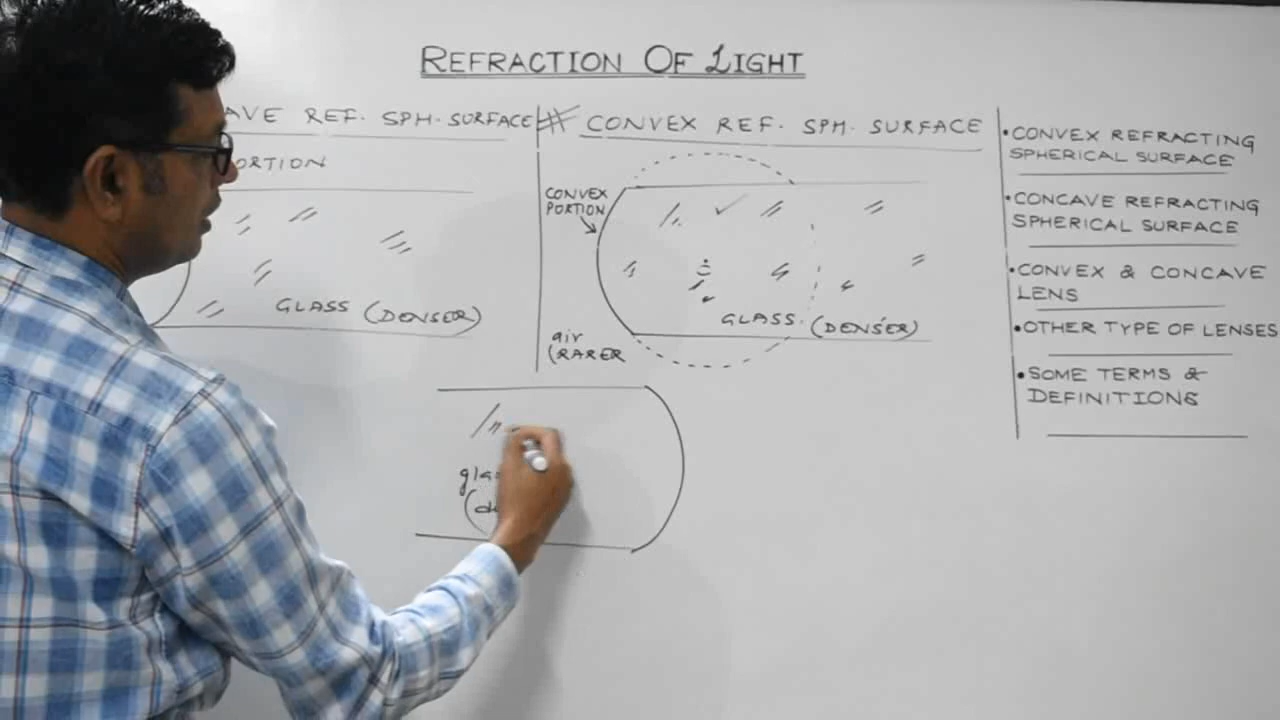 REFRACTION OF LIGHT
AVE REF. SPH. SURFACE
ORTION
GLASS (DENSER)
# CONVEX REF. SPH. SURFACE
CONVEX
PORTION
GLASS (DENSER)
air
(RARER
• CONVEX REFRACTING
SPHERICAL SURFACE
• CONCAVE REFRACTING
SPHERICAL SURFACE
• CONVEX & CONCAVE
LENS
• OTHER TYPE OF LENSES
• SOME TERMS &
DEFINITIONS